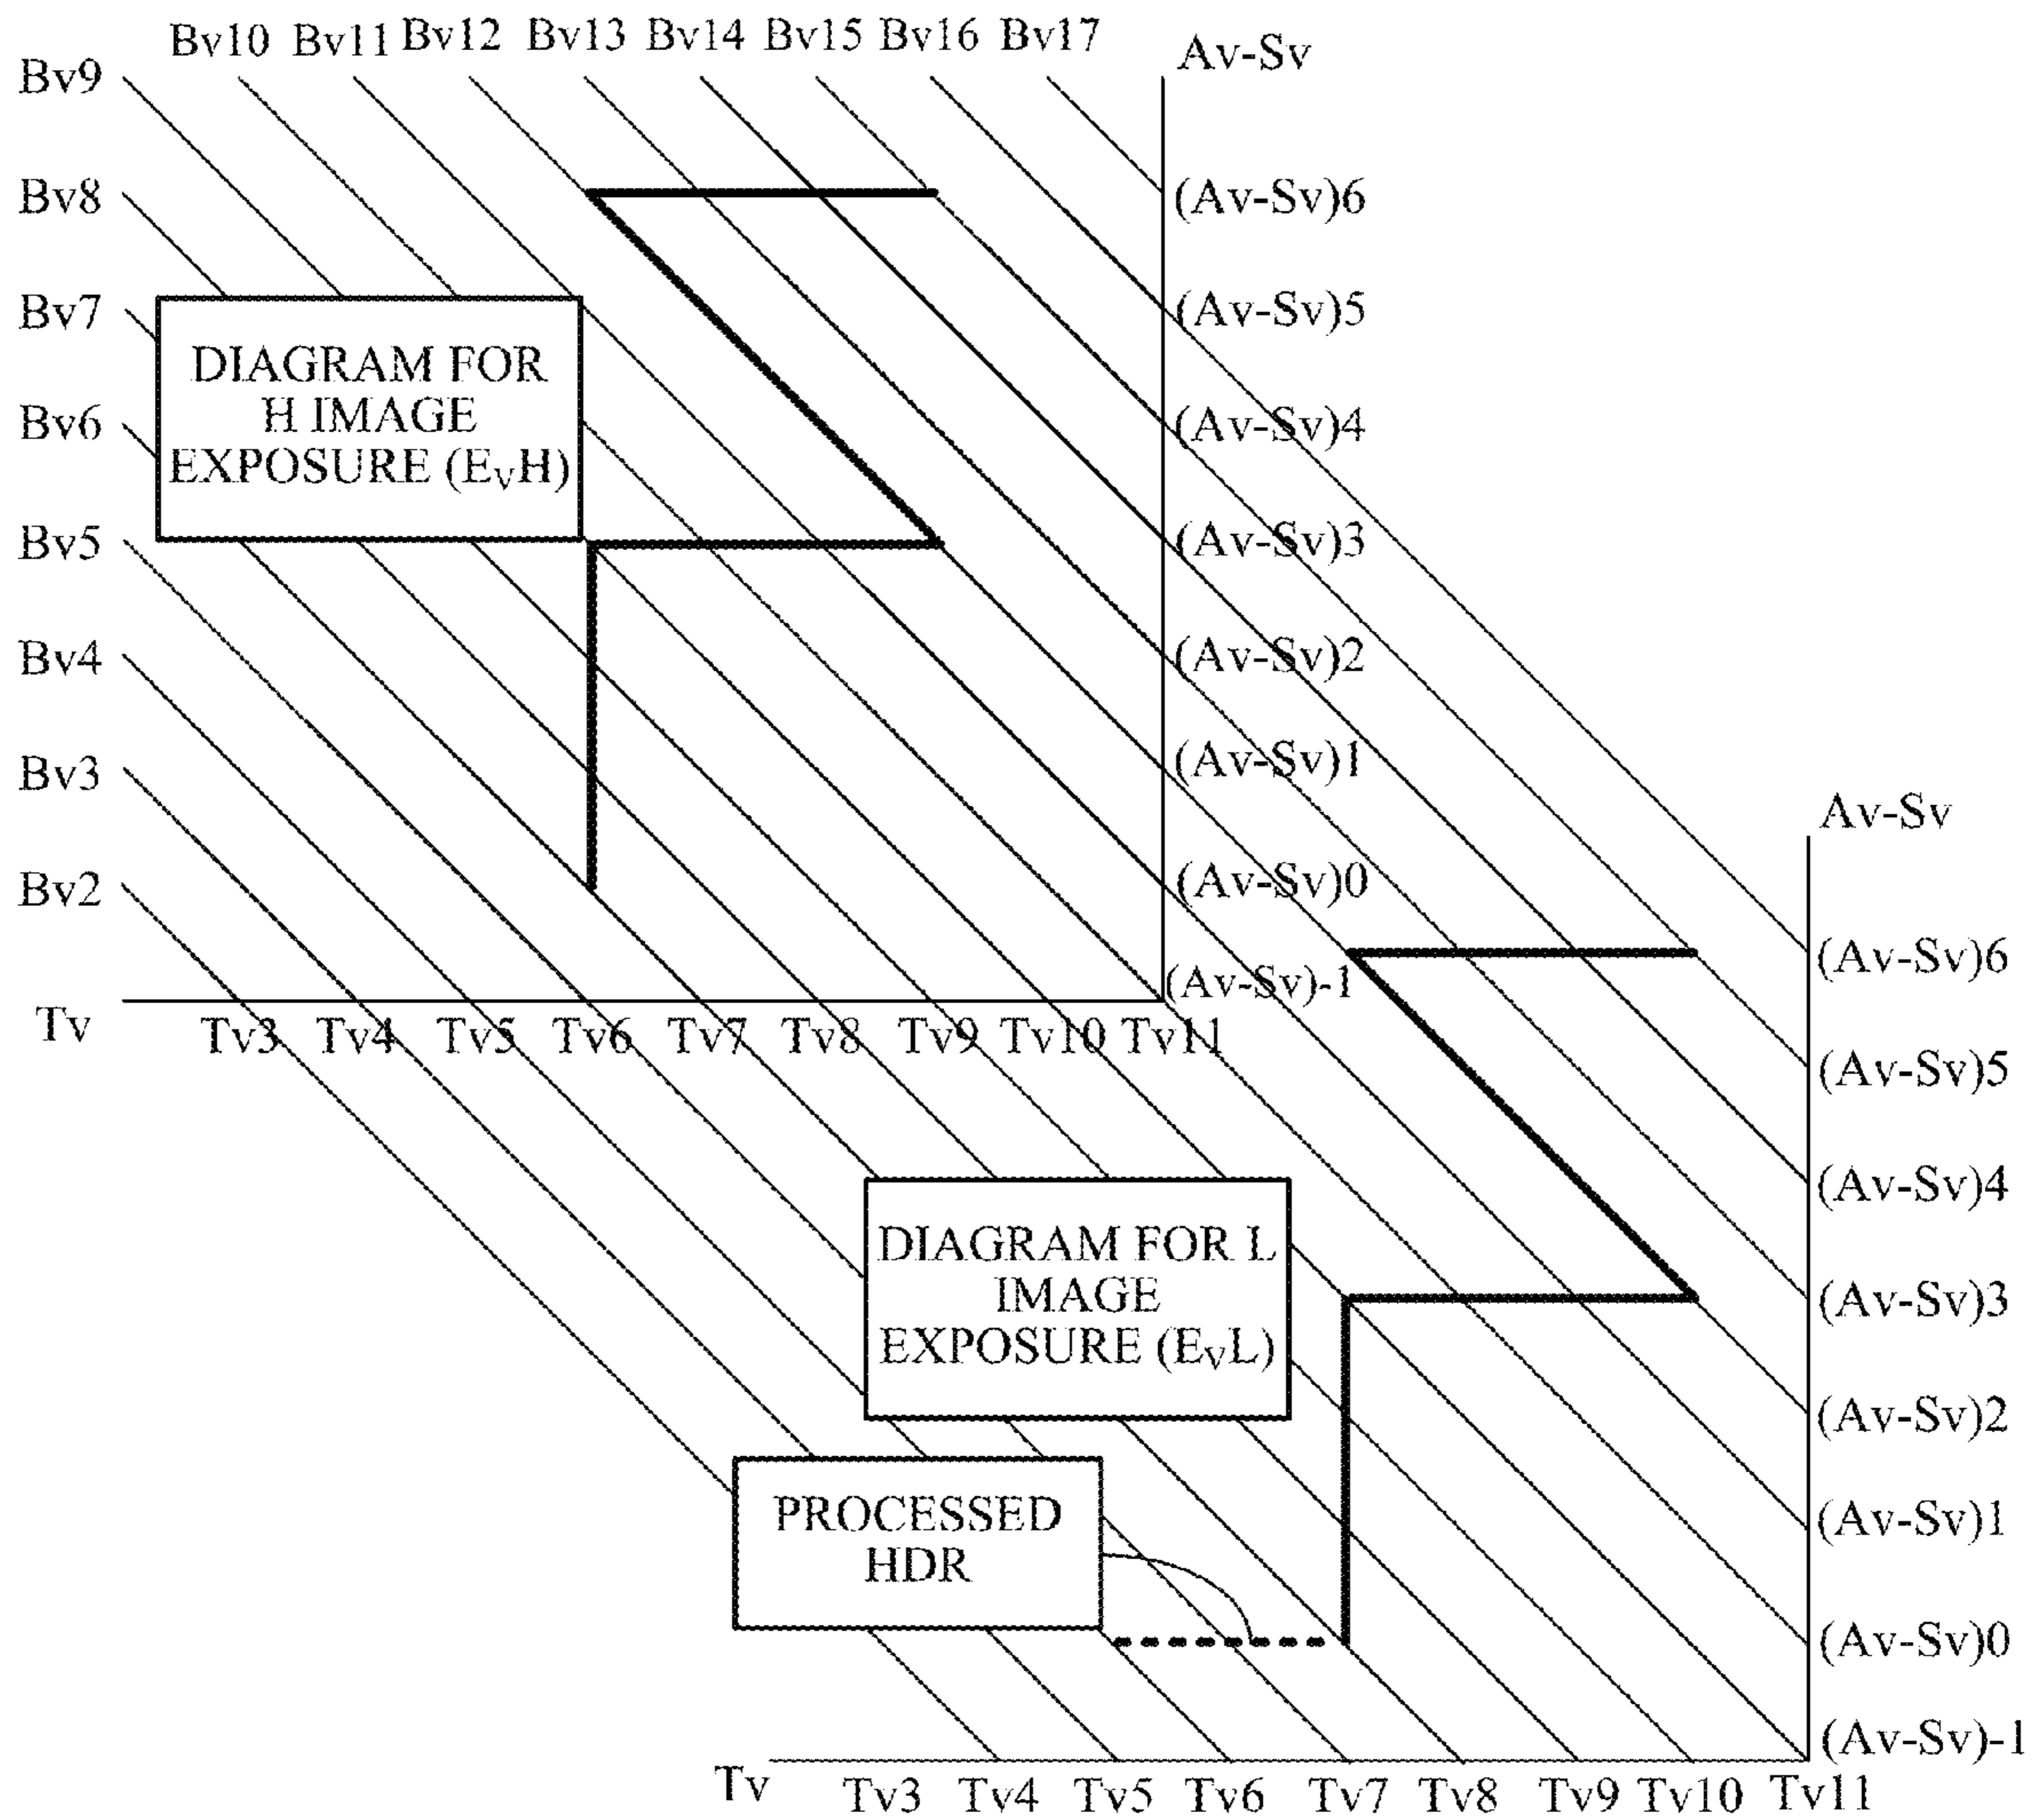 Bv10 Bv11 Bv12 Bv13 Bv14 Bv15 Bv16 Bv17
Av-Sv
Bv9
Bv8
(Av-Sv)6
Bv7
(Av-Sv)5
DIAGRAM FOR
H IMAGE
EXPOSURE (EVH)
Bv6
(Av-Sv)4
Bv5
(Av-Sv)3
Bv4
(Av-Sv)2
Bv3
(Av-Sv)1
Bv2
(Av-Sv)0
(Av-Sv)-1
Tv Tv3 Tv4 Tv5 Tv6 Tv7 Tv8 Tv9 Tv10 Tv11
Av-Sv
(Av-Sv)6
(Av-Sv)5
(Av-Sv)4
DIAGRAM FOR L
IMAGE
EXPOSURE (EVL)
(Av-Sv)3
(Av-Sv)2
PROCESSED
HDR
(Av-Sv)1
(Av-Sv)0
(Av-Sv)-1
Tv Tv3 Tv4 Tv5 Tv6 Tv7 Tv8 Tv9 Tv10 Tv11